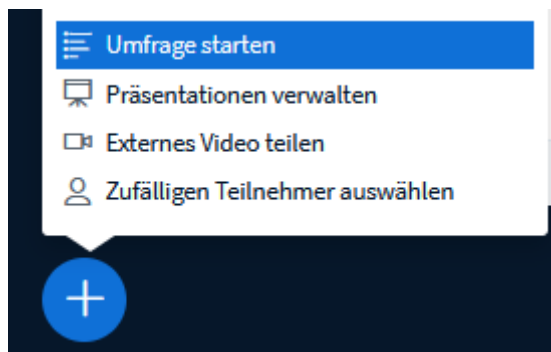 Umfrage starten
Präsentationen verwalten
Externes Video teilen
Zufälligen Teilnehmer auswählen